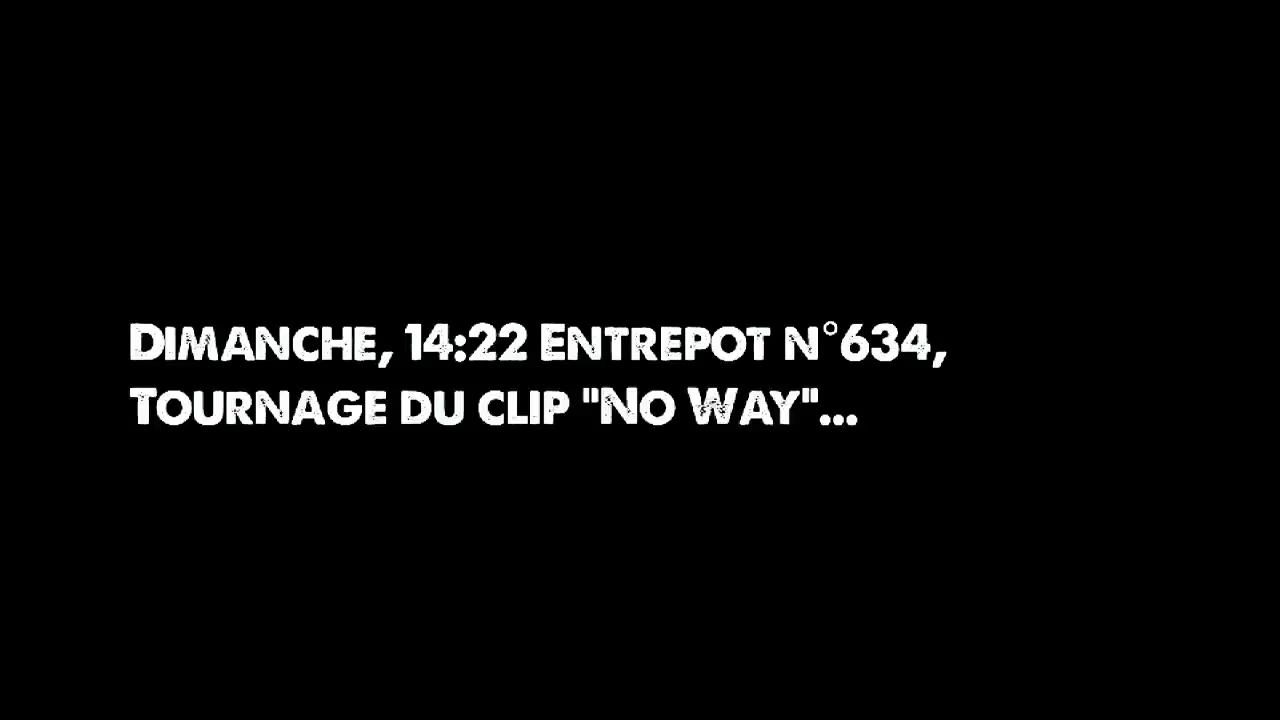 Dimanche, 14:22 Entrepot n°634,
Tournage du clip "No Way"...